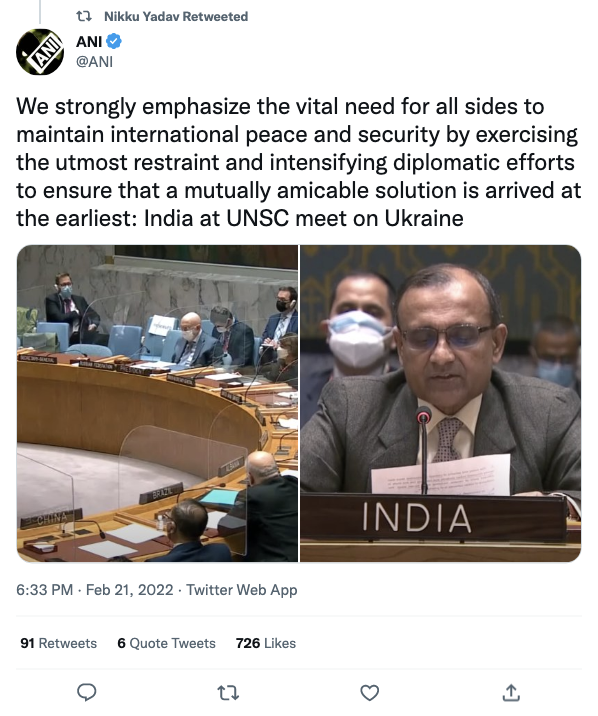 Nikku Yadav Retweeted
ANI
@ANI
We strongly emphasize the vital need for all sides to
maintain international peace and security by exercising
the utmost restraint and intensifying diplomatic efforts
to ensure that a mutually amicable solution is arrived at
the earliest: India at UNSC meet on Ukraine
RUSSIAN FEDERATION
ALBANIA
BRAZIL
CHINA
INDIA
6:33 PM · Feb 21, 2022 · Twitter Web App
91 Retweets 6 Quote Tweets 726 Likes